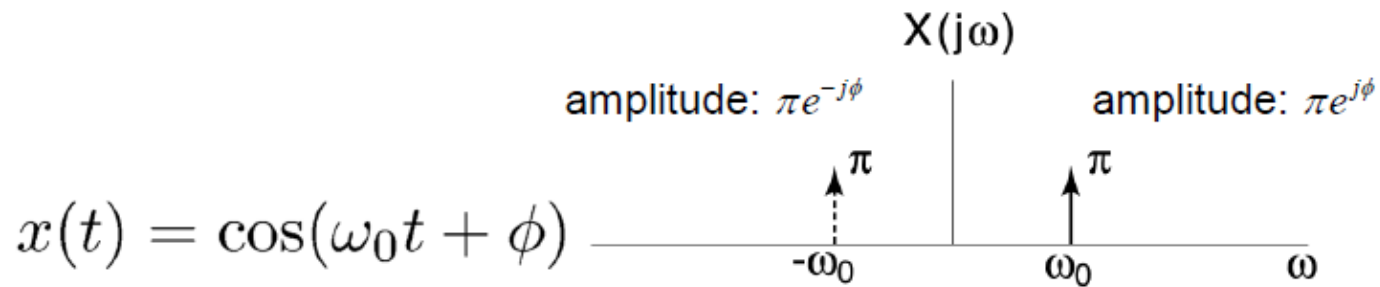 X(jω)
amplitude: πe^{-jϕ} amplitude: πe^{jϕ}
π π
x(t) = cos(ω₀t + ϕ)
-ω₀ ω₀ ω